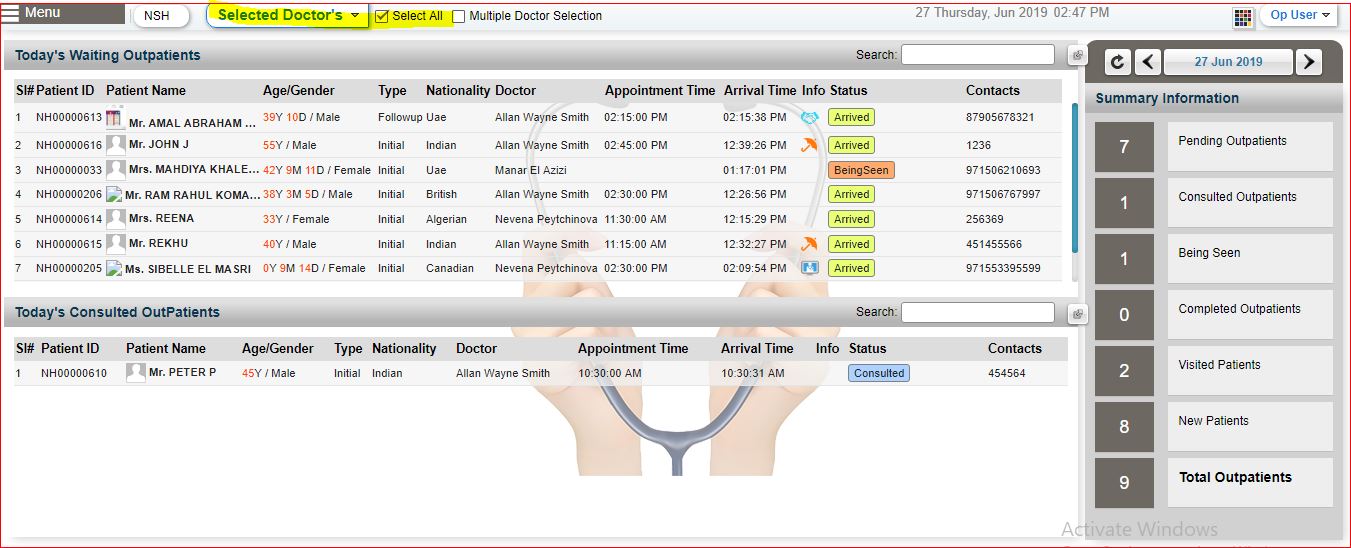 Menu NSH Selected Doctor's Select All Multiple Doctor Selection 27 Thursday, Jun 2019 02:47 PM Op User
Today's Waiting Outpatients Search:
Sl# Patient ID Patient Name Age/Gender Type Nationality Doctor Appointment Time Arrival Time Info Status Contacts
1 NH00000613 Mr. AMAL ABRAHAM ... 39Y 10D / Male Followup Uae Allan Wayne Smith 02:15:00 PM 02:15:38 PM Arrived 87905678321
2 NH00000616 Mr. JOHN J 55Y / Male Initial Indian Allan Wayne Smith 02:45:00 PM 12:39:26 PM Arrived 1236
3 NH00000033 Mrs. MAHDIYA KHALE... 42Y 9M 11D / Female Initial Uae Manar El Azizi 01:17:01 PM BeingSeen 971506210693
4 NH00000206 Mr. RAM RAHUL KOMA... 38Y 3M 5D / Male Initial British Allan Wayne Smith 02:30:00 PM 12:26:56 PM Arrived 971506767997
5 NH00000614 Mrs. REENA 33Y / Female Initial Algerian Nevena Peytchinova 11:30:00 AM 12:15:29 PM Arrived 256369
6 NH00000615 Mr. REKHU 40Y / Male Initial Indian Allan Wayne Smith 11:15:00 AM 12:32:27 PM Arrived 451455566
7 NH00000205 Ms. SIBELLE EL MASRI 0Y 9M 14D / Female Initial Canadian Nevena Peytchinova 02:30:00 PM 02:09:54 PM Arrived 971553395599
Today's Consulted OutPatients Search:
Sl# Patient ID Patient Name Age/Gender Type Nationality Doctor Appointment Time Arrival Time Info Status Contacts
1 NH00000610 Mr. PETER P 45Y / Male Initial Indian Allan Wayne Smith 10:30:00 AM 10:30:31 AM Consulted 454564
27 Jun 2019
Summary Information
7 Pending Outpatients
1 Consulted Outpatients
1 Being Seen
0 Completed Outpatients
2 Visited Patients
8 New Patients
9 Total Outpatients
Activate Windows